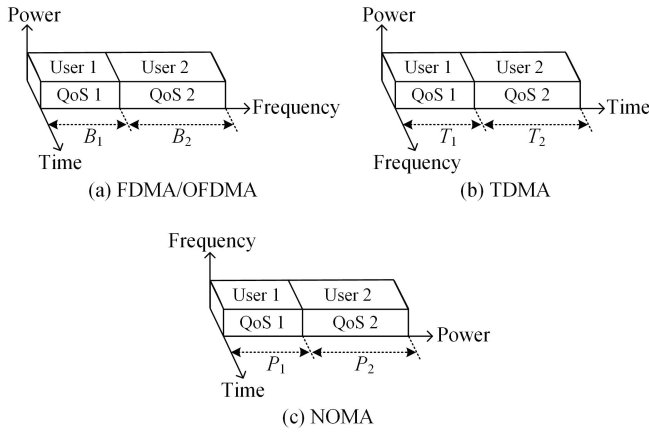 Power
User 1 User 2
QoS 1 QoS 2
Frequency
B1 B2
Time
(a) FDMA/OFDMA
Power
User 1 User 2
QoS 1 QoS 2
Time
T1 T2
Frequency
(b) TDMA
Frequency
User 1 User 2
QoS 1 QoS 2
Power
P1 P2
Time
(c) NOMA